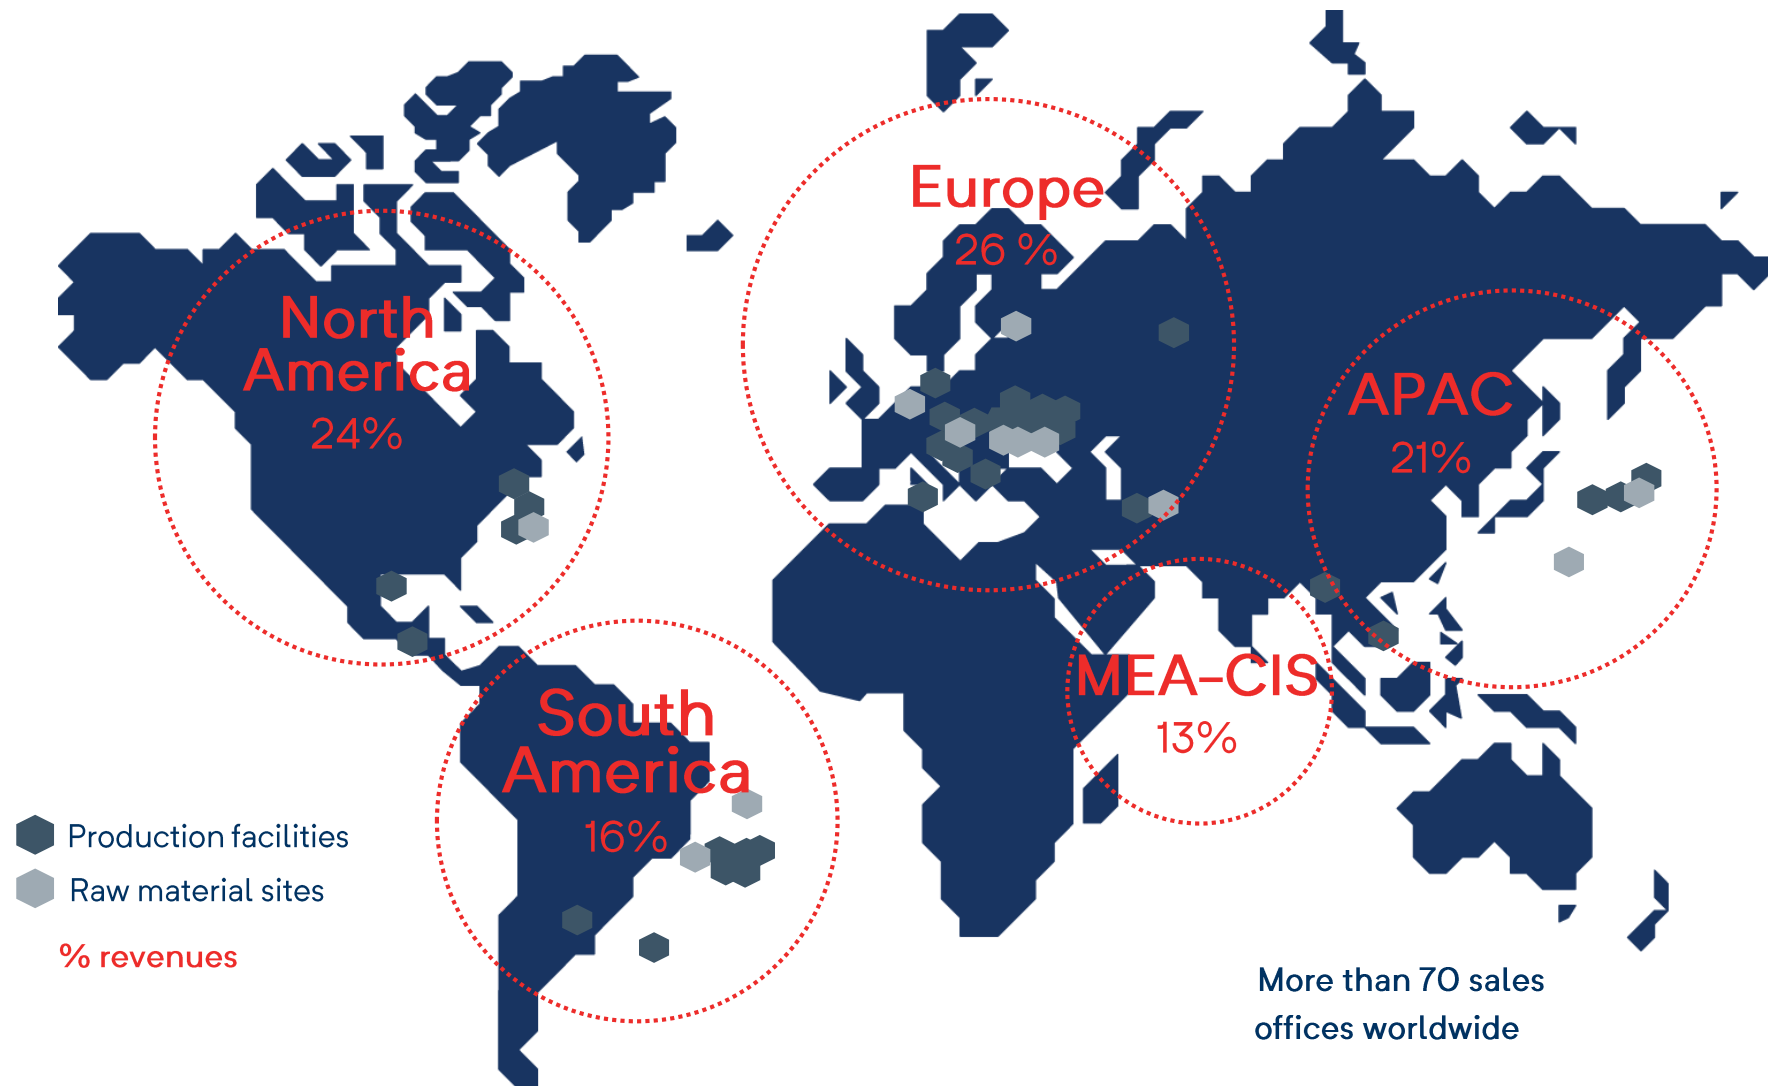 Europe
26 %
North
America
24%
APAC
21%
MEA–CIS
13%
South
America
16%
Production facilities
Raw material sites
% revenues
More than 70 sales
offices worldwide